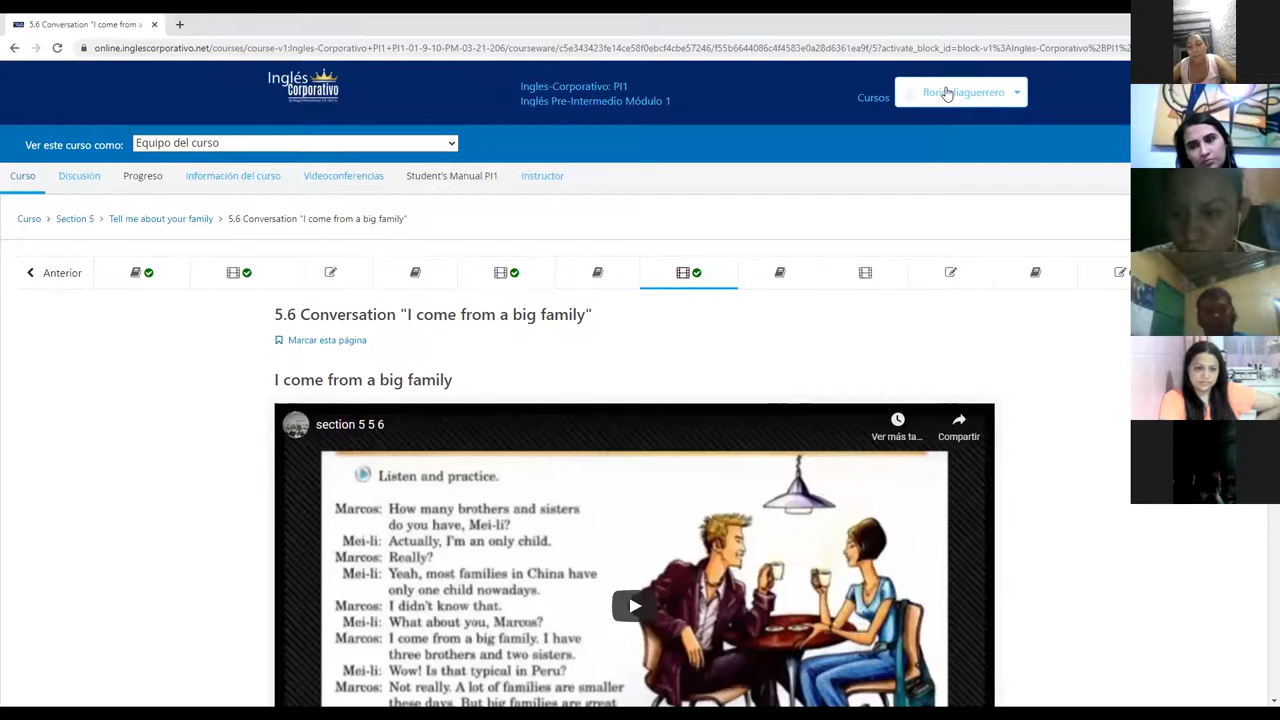 5.6 Conversation "I come from a
online.inglescorporativo.net/courses/course-v1:Ingles-Corporativo+PI1+PI1-01-9-10-PM-03-21-206/courseware/c5e343423fe14ce58f0ebcf4cbe57246/f55b6644086c4f4583e0a28d6361ea9f/5?activate_block_id=block-v1%3AIngles-Corporativo%2BPI1%
Inglés
Corporativo
Ingles-Corporativo: PI1
Inglés Pre-Intermedio Módulo 1
Cursos
Ver este curso como:
Equipo del curso
Curso
Discusión
Progreso
Información del curso
Videoconferencias
Student's Manual PI1
Instructor
Curso > Section 5 > Tell me about your family > 5.6 Conversation "I come from a big family"
Anterior
5.6 Conversation "I come from a big family"
Marcar esta página
I come from a big family
section 5 5 6
Ver más ta...
Compartir
Listen and practice.
Marcos: How many brothers and sisters
do you have, Mei-li?
Mei-li: Actually, I'm an only child.
Marcos: Really?
Mei-li: Yeah, most families in China have
only one child nowadays.
Marcos: I didn't know that.
Mei-li: What about you, Marcos?
Marcos: I come from a big family. I have
three brothers and two sisters.
Mei-li: Wow! Is that typical in Peru?
Marcos: Not really. A lot of families are smaller
these days. But big families are great